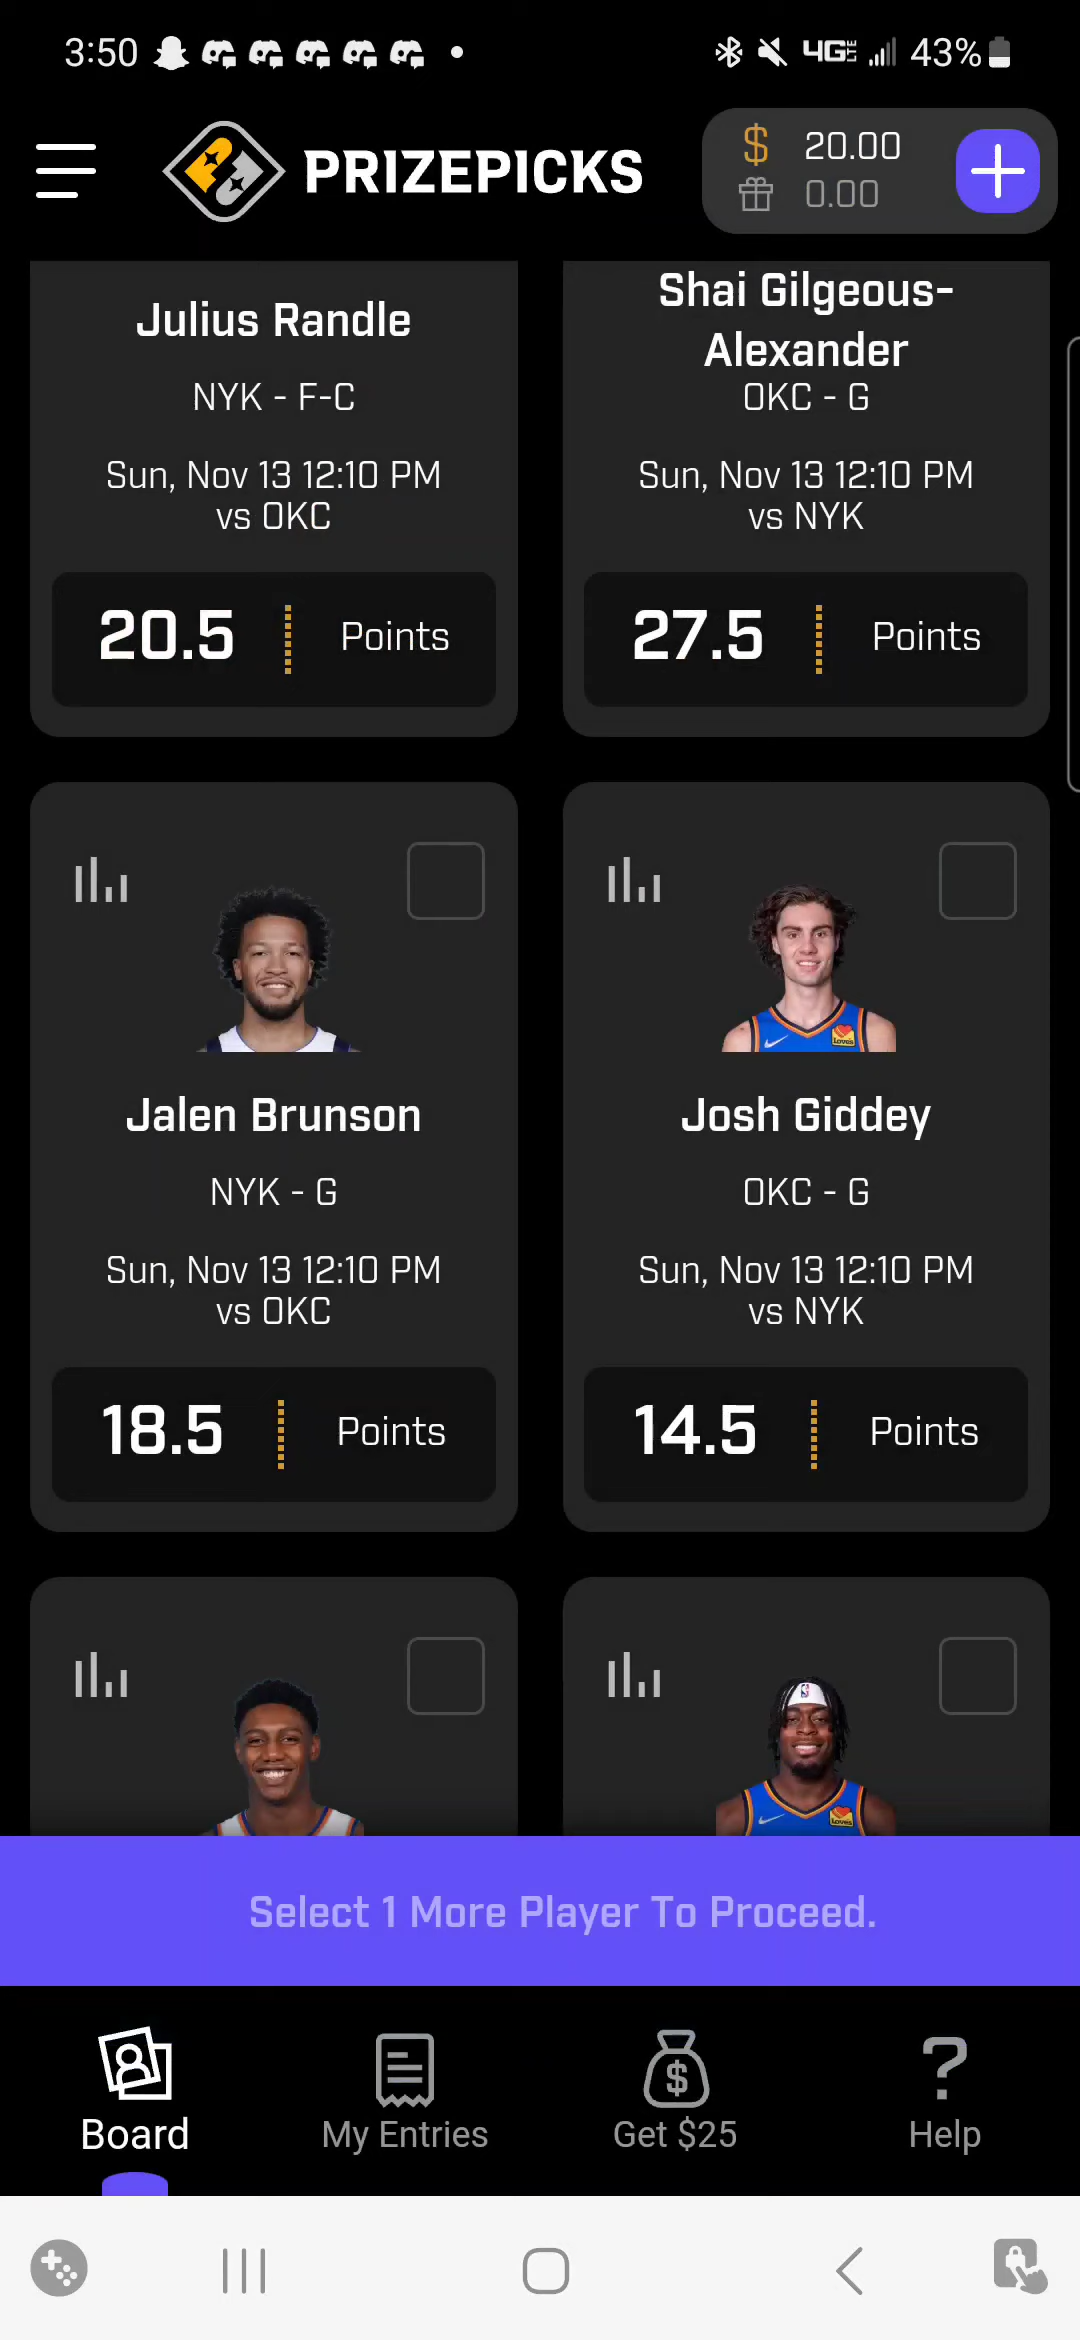 3:50
4G LTE 43%
PRIZEPICKS
$ 20.00
0.00
Julius Randle
NYK - F-C
Sun, Nov 13 12:10 PM
vs OKC
20.5 Points
Shai Gilgeous-
Alexander
OKC - G
Sun, Nov 13 12:10 PM
vs NYK
27.5 Points
Jalen Brunson
NYK - G
Sun, Nov 13 12:10 PM
vs OKC
18.5 Points
Josh Giddey
OKC - G
Sun, Nov 13 12:10 PM
vs NYK
14.5 Points
Select 1 More Player To Proceed.
Board
My Entries
Get $25
Help